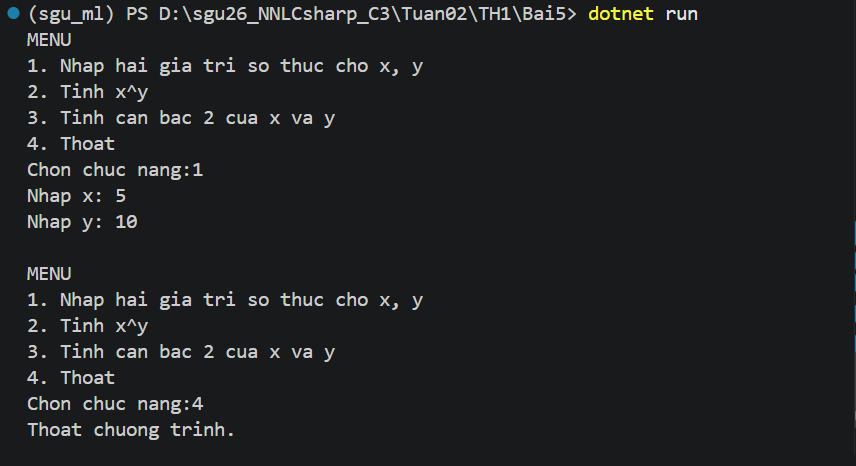 (sgu_ml) PS D:\sgu26_NNLCsharp_C3\Tuan02\TH1\Bai5> dotnet run
MENU
1. Nhap hai gia tri so thuc cho x, y
2. Tinh x^y
3. Tinh can bac 2 cua x va y
4. Thoat
Chon chuc nang:1
Nhap x: 5
Nhap y: 10
MENU
1. Nhap hai gia tri so thuc cho x, y
2. Tinh x^y
3. Tinh can bac 2 cua x va y
4. Thoat
Chon chuc nang:4
Thoat chuong trinh.